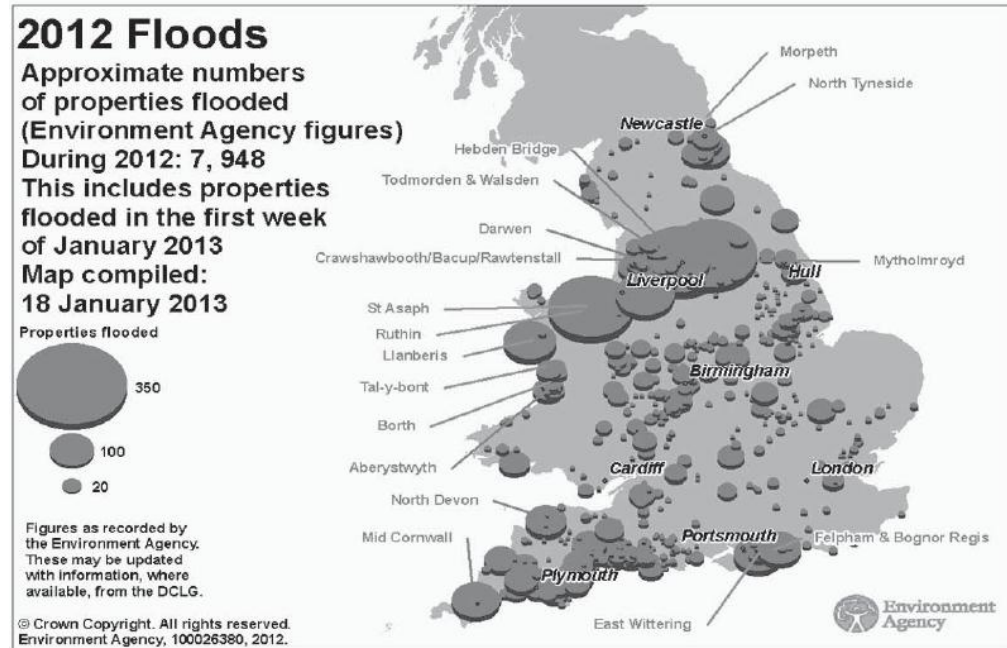 2012 Floods
Approximate numbers
of properties flooded
(Environment Agency figures)
During 2012: 7, 948
This includes properties
flooded in the first week
of January 2013
Map compiled:
18 January 2013
Properties flooded
350
100
20
Figures as recorded by
the Environment Agency.
These may be updated
with information, where
available, from the DCLG.
© Crown Copyright. All rights reserved.
Environment Agency, 100026380, 2012.
Morpeth
North Tyneside
Newcastle
Hebden Bridge
Todmorden & Walsden
Darwen
Crawshawbooth/Bacup/Rawtenstall
Mytholmroyd
Hull
Liverpool
St Asaph
Ruthin
Llanberis
Birmingham
Tal-y-bont
Borth
Aberystwyth
Cardiff
London
North Devon
Mid Cornwall
Portsmouth
Felpham & Bognor Regis
Plymouth
East Wittering
Environment
Agency